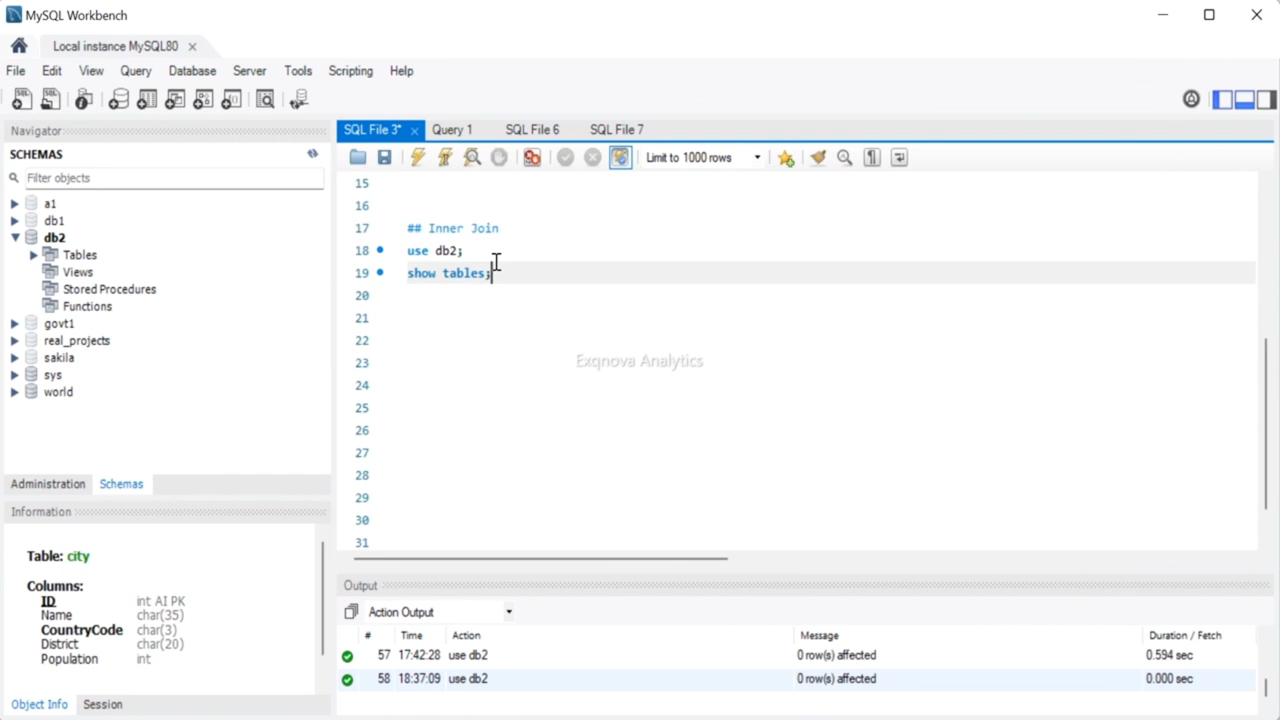 MySQL Workbench
Local instance MySQL80
File Edit View Query Database Server Tools Scripting Help
Navigator
SCHEMAS
Filter objects
a1
db1
db2
Tables
Views
Stored Procedures
Functions
govt1
real_projects
sakila
sys
world
Administration Schemas
Information
Table: city
Columns:
ID int AI PK
Name char(35)
CountryCode char(3)
District char(20)
Population int
Object Info Session
SQL File 3* Query 1 SQL File 6 SQL File 7
Limit to 1000 rows
15
16
17 ## Inner Join
18 use db2;
19 show tables;
20
21
22
23
24
25
26
27
28
29
30
31
Exqnova Analytics
Output
Action Output
# Time Action Message Duration / Fetch
57 17:42:28 use db2 0 row(s) affected 0.594 sec
58 18:37:09 use db2 0 row(s) affected 0.000 sec